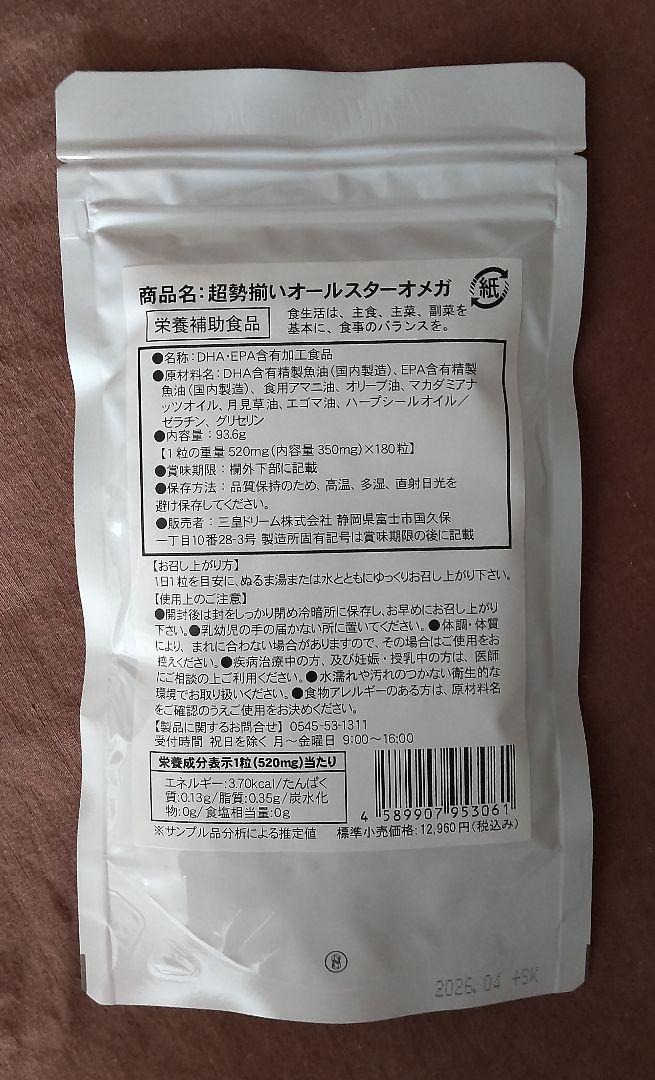 商品名:超勢揃いオールスターオメガ
紙
栄養補助食品
食生活は、主食、主菜、副菜を
基本に、食事のバランスを。
●名称:DHA・EPA含有加工食品
●原材料名:DHA含有精製魚油(国内製造)、EPA含有精製
魚油(国内製造)、食用アマニ油、オリーブ油、マカダミアナ
ッツオイル、月見草油、エゴマ油、ハープシールオイル/
ゼラチン、グリセリン
●内容量:93.6g
【1粒の重量520mg(内容量350mg)×180粒】
●賞味期限:欄外下部に記載
●保存方法:品質保持のため、高温、多湿、直射日光を
避け保存してください。
●販売者:三皇ドリーム株式会社 静岡県富士市国久保
一丁目10番28-3号 製造所固有記号は賞味期限の後に記載
【お召し上がり方】
1日1粒を目安に、ぬるま湯または水とともにゆっくりお召し上がり下さい。
【使用上のご注意】
●開封後は封をしっかり閉め冷暗所に保存し、お早めにお召し上がり
下さい。●乳幼児の手の届かない所に置いてください。●体調・体質
により、まれに合わない場合がありますので、その場合はご使用をお
控えください。●疾病治療中の方、及び妊娠・授乳中の方は、医師
にご相談の上ご利用ください。●水濡れや汚れのつかない衛生的な
環境でお取り扱いください。●食物アレルギーのある方は、原材料名
をご確認のうえご使用をお決めください。
【製品に関するお問合せ】0545-53-1311
受付時間 祝日を除く月~金曜日 9:00~16:00
栄養成分表示1粒(520mg)当たり
エネルギー:3.70kcal/たんぱく
質:0.13g/脂質:0.35g/炭水化
物:0g/食塩相当量:0g
4 589907 953061
※サンプル品分析による推定値
標準小売価格:12,960円(税込み)
2026.04 +SK